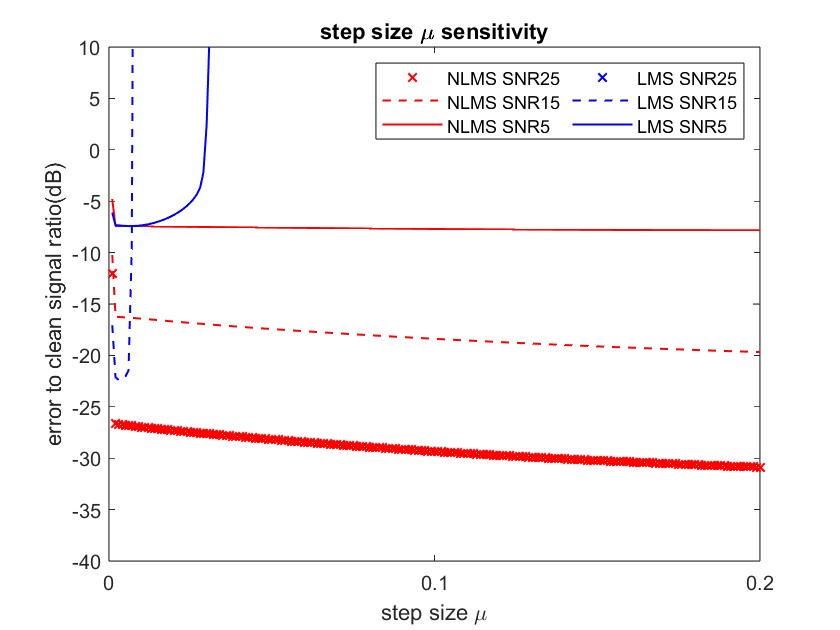 step size μ sensitivity
NLMS SNR25
LMS SNR25
NLMS SNR15
LMS SNR15
NLMS SNR5
LMS SNR5
error to clean signal ratio(dB)
10
5
0
-5
-10
-15
-20
-25
-30
-35
-40
0
0.1
0.2
step size μ